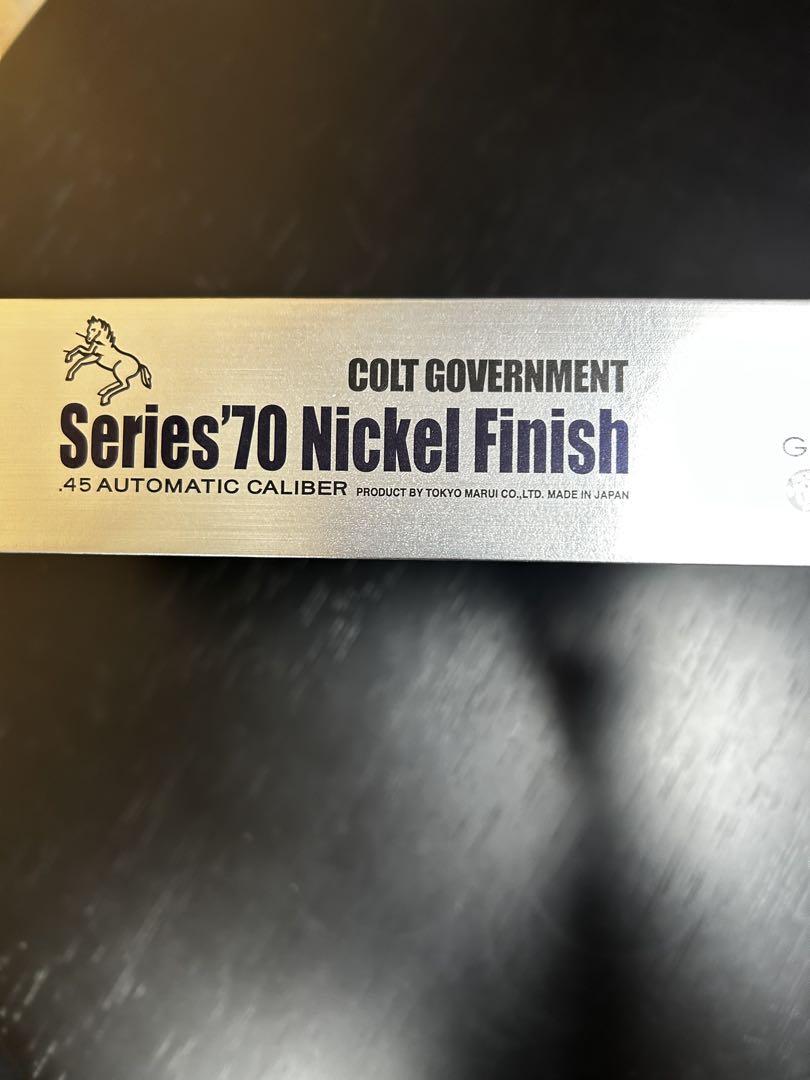 COLT GOVERNMENT
Series'70 Nickel Finish
.45 AUTOMATIC CALIBER PRODUCT BY TOKYO MARUI CO.,LTD. MADE IN JAPAN
G